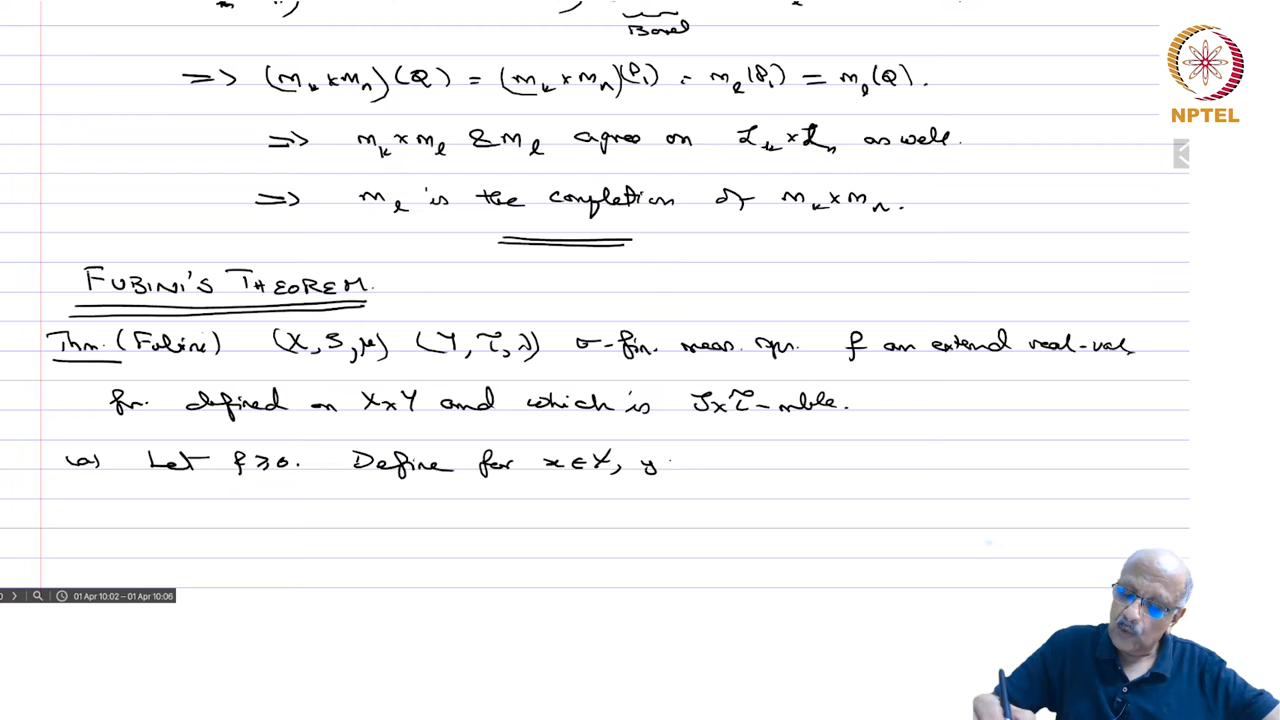 Borel
=> (m_k × m_n)(Q) = (m_k × m_n)(P_1) = m_l(P_1) = m_l(Q).
=> m_k × m_l & m_l agree on 𝓛_k × 𝓛_n as well.
=> m_l is the completion of m_k × m_n.
FUBINI'S THEOREM.
Thm. (Fubini) (X, S, μ) (Y, τ, λ) σ-fin. meas. sps. f an extend real-val.
fn. defined on X × Y and which is S × τ-mble.
(a) Let f ≥ 0. Define for x ∈ X, y
NPTEL
01 Apr 10:02 – 01 Apr 10:06